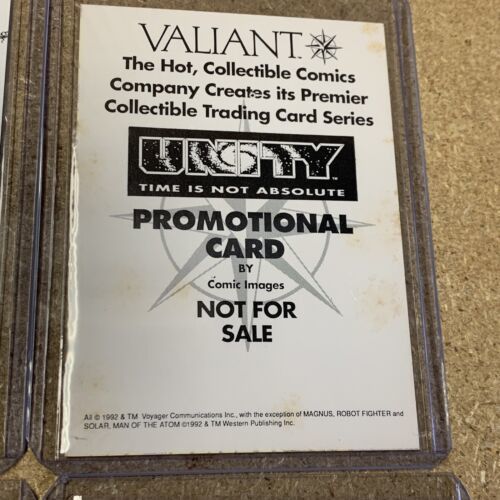 VALIANT™
The Hot, Collectible Comics
Company Creates its Premier
Collectible Trading Card Series
UNITY™
TIME IS NOT ABSOLUTE
PROMOTIONAL
CARD
BY
Comic Images
NOT FOR
SALE
All © 1992 & TM Voyager Communications Inc., with the exception of MAGNUS, ROBOT FIGHTER and
SOLAR, MAN OF THE ATOM ©1992 & TM Western Publishing Inc.